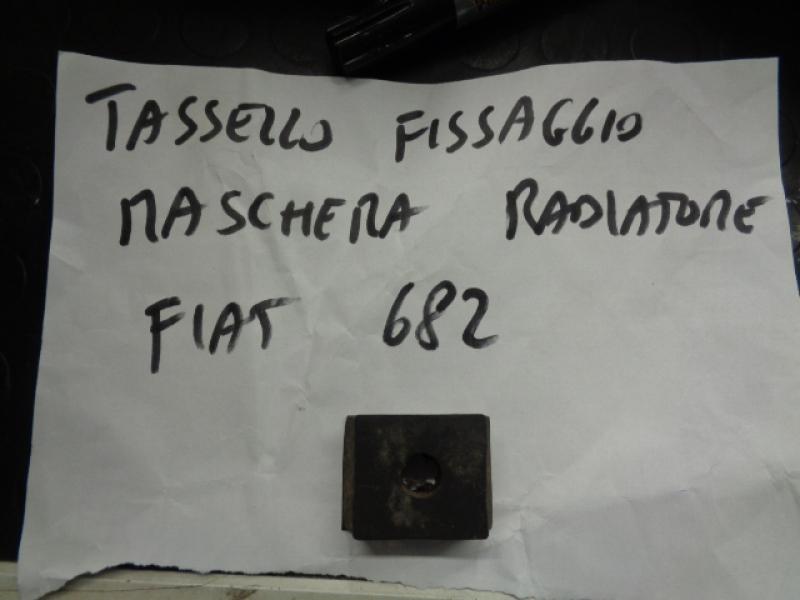 TASSELLO FISSAGGIO
MASCHERA RADIATORE
FIAT 682